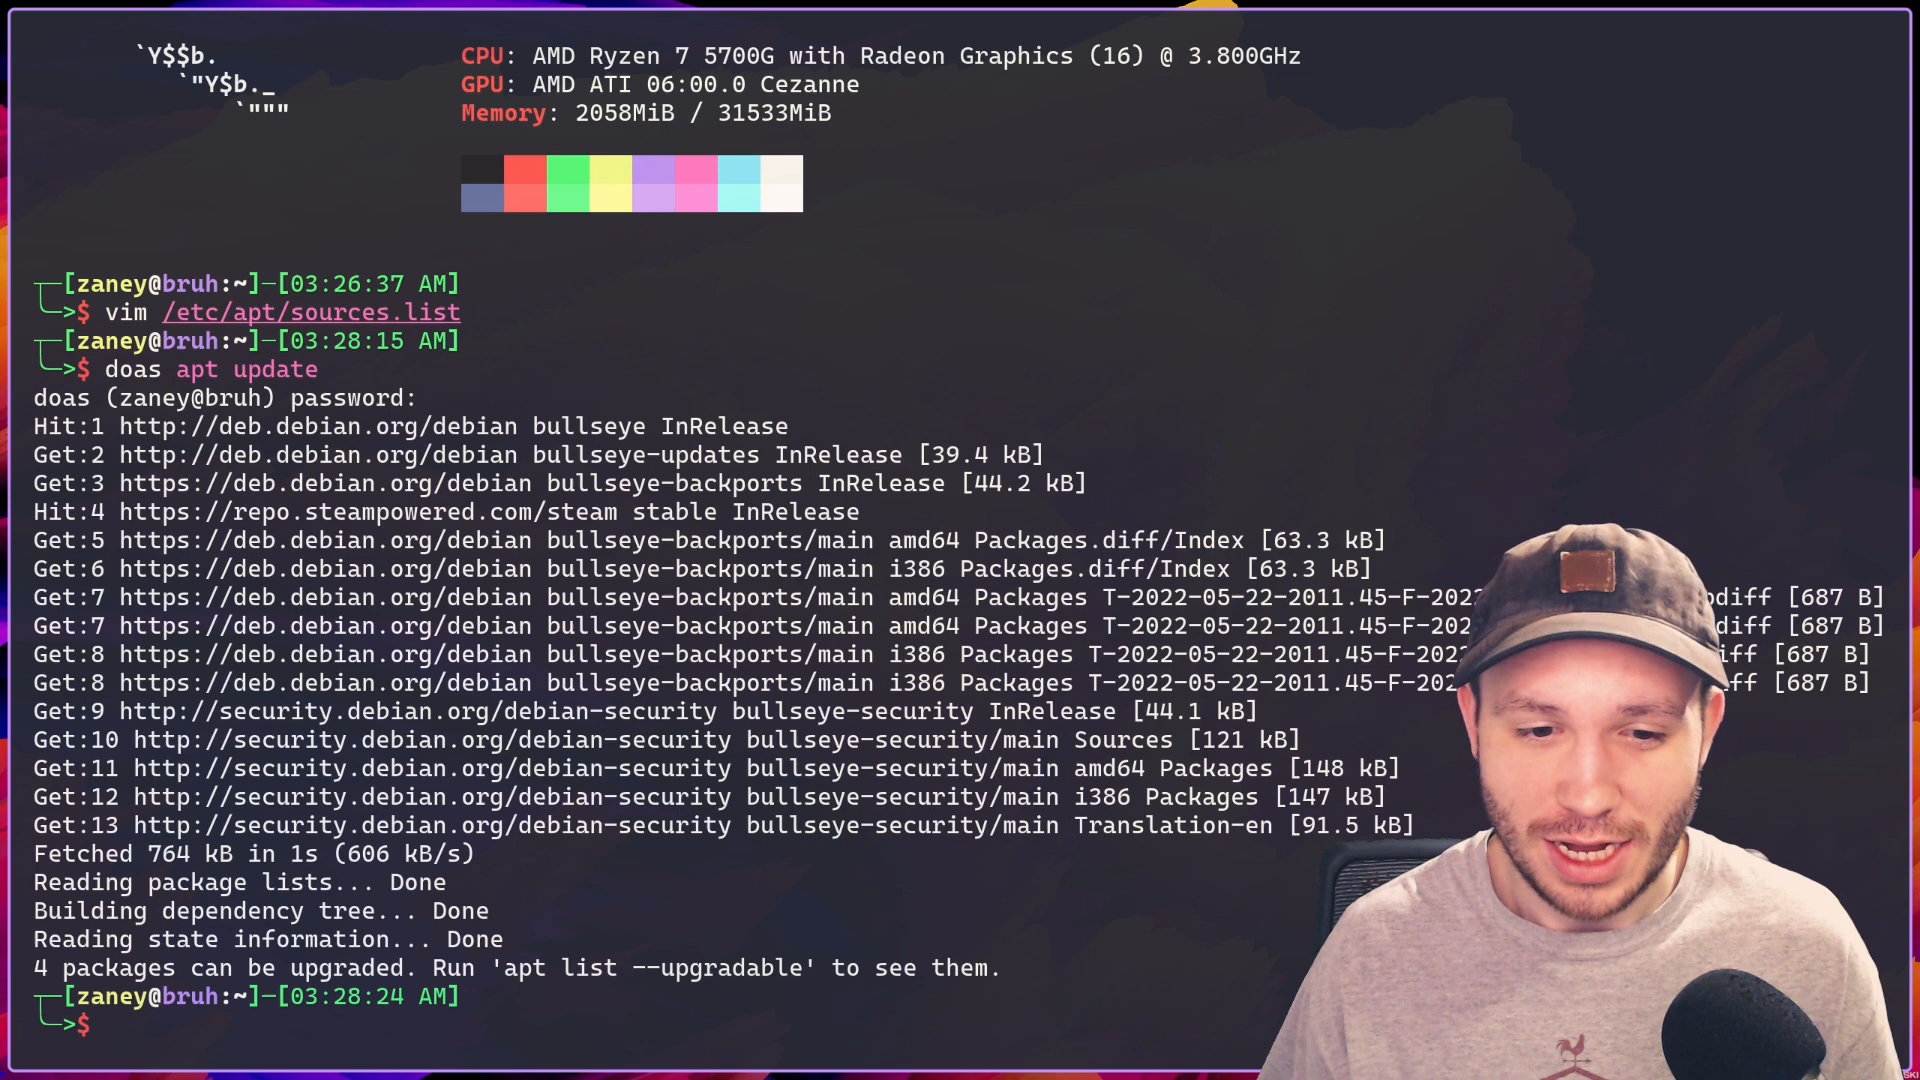 `Y$$b.
CPU: AMD Ryzen 7 5700G with Radeon Graphics (16) @ 3.800GHz
`"Y$b._
GPU: AMD ATI 06:00.0 Cezanne
`"""
Memory: 2058MiB / 31533MiB
[zaney@bruh:~]-[03:26:37 AM]
>$ vim /etc/apt/sources.list
[zaney@bruh:~]-[03:28:15 AM]
>$ doas apt update
doas (zaney@bruh) password:
Hit:1 http://deb.debian.org/debian bullseye InRelease
Get:2 http://deb.debian.org/debian bullseye-updates InRelease [39.4 kB]
Get:3 https://deb.debian.org/debian bullseye-backports InRelease [44.2 kB]
Hit:4 https://repo.steampowered.com/steam stable InRelease
Get:5 https://deb.debian.org/debian bullseye-backports/main amd64 Packages.diff/Index [63.3 kB]
Get:6 https://deb.debian.org/debian bullseye-backports/main i386 Packages.diff/Index [63.3 kB]
Get:7 https://deb.debian.org/debian bullseye-backports/main amd64 Packages T-2022-05-22-2011.45-F-2022 diff [687 B]
Get:7 https://deb.debian.org/debian bullseye-backports/main amd64 Packages T-2022-05-22-2011.45-F-202 diff [687 B]
Get:8 https://deb.debian.org/debian bullseye-backports/main i386 Packages T-2022-05-22-2011.45-F-2022 iff [687 B]
Get:8 https://deb.debian.org/debian bullseye-backports/main i386 Packages T-2022-05-22-2011.45-F-202 ff [687 B]
Get:9 http://security.debian.org/debian-security bullseye-security InRelease [44.1 kB]
Get:10 http://security.debian.org/debian-security bullseye-security/main Sources [121 kB]
Get:11 http://security.debian.org/debian-security bullseye-security/main amd64 Packages [148 kB]
Get:12 http://security.debian.org/debian-security bullseye-security/main i386 Packages [147 kB]
Get:13 http://security.debian.org/debian-security bullseye-security/main Translation-en [91.5 kB]
Fetched 764 kB in 1s (606 kB/s)
Reading package lists... Done
Building dependency tree... Done
Reading state information... Done
4 packages can be upgraded. Run 'apt list --upgradable' to see them.
[zaney@bruh:~]-[03:28:24 AM]
>$